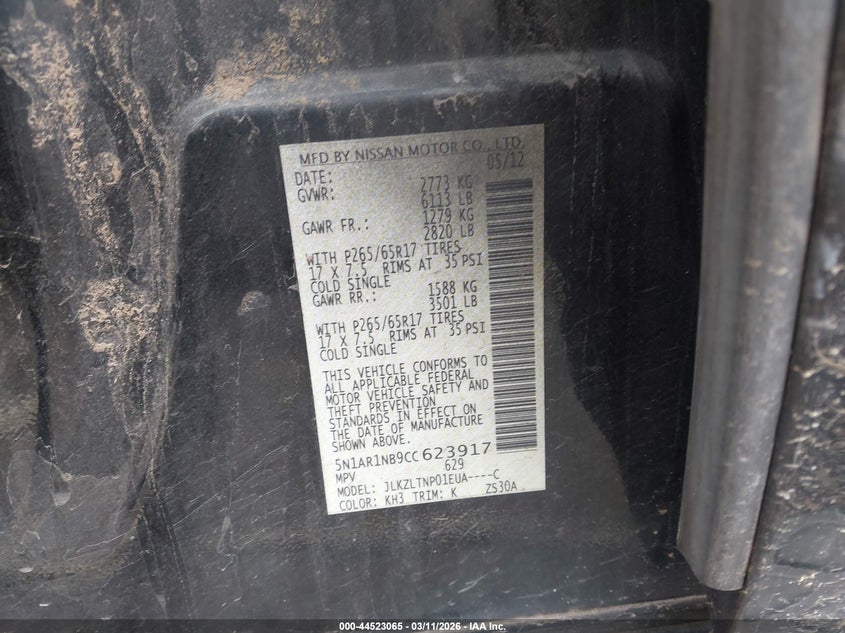 MFD BY NISSAN MOTOR CO., LTD.
DATE: 05/12
GVWR: 2773 KG
6113 LB
GAWR FR.: 1279 KG
2820 LB
WITH P265/65R17 TIRES
17 X 7.5 RIMS AT 35 PSI
COLD SINGLE
GAWR RR.: 1588 KG
3501 LB
WITH P265/65R17 TIRES
17 X 7.5 RIMS AT 35 PSI
COLD SINGLE
THIS VEHICLE CONFORMS TO
ALL APPLICABLE FEDERAL
MOTOR VEHICLE SAFETY AND
THEFT PREVENTION
STANDARDS IN EFFECT ON
THE DATE OF MANUFACTURE
SHOWN ABOVE.
5N1AR1NB9CC623917
MPV 629
MODEL: JLKZLTNP01EUA----C
COLOR: KH3 TRIM: K ZS30A
000-44523065 - 03/11/2026 - IAA Inc.